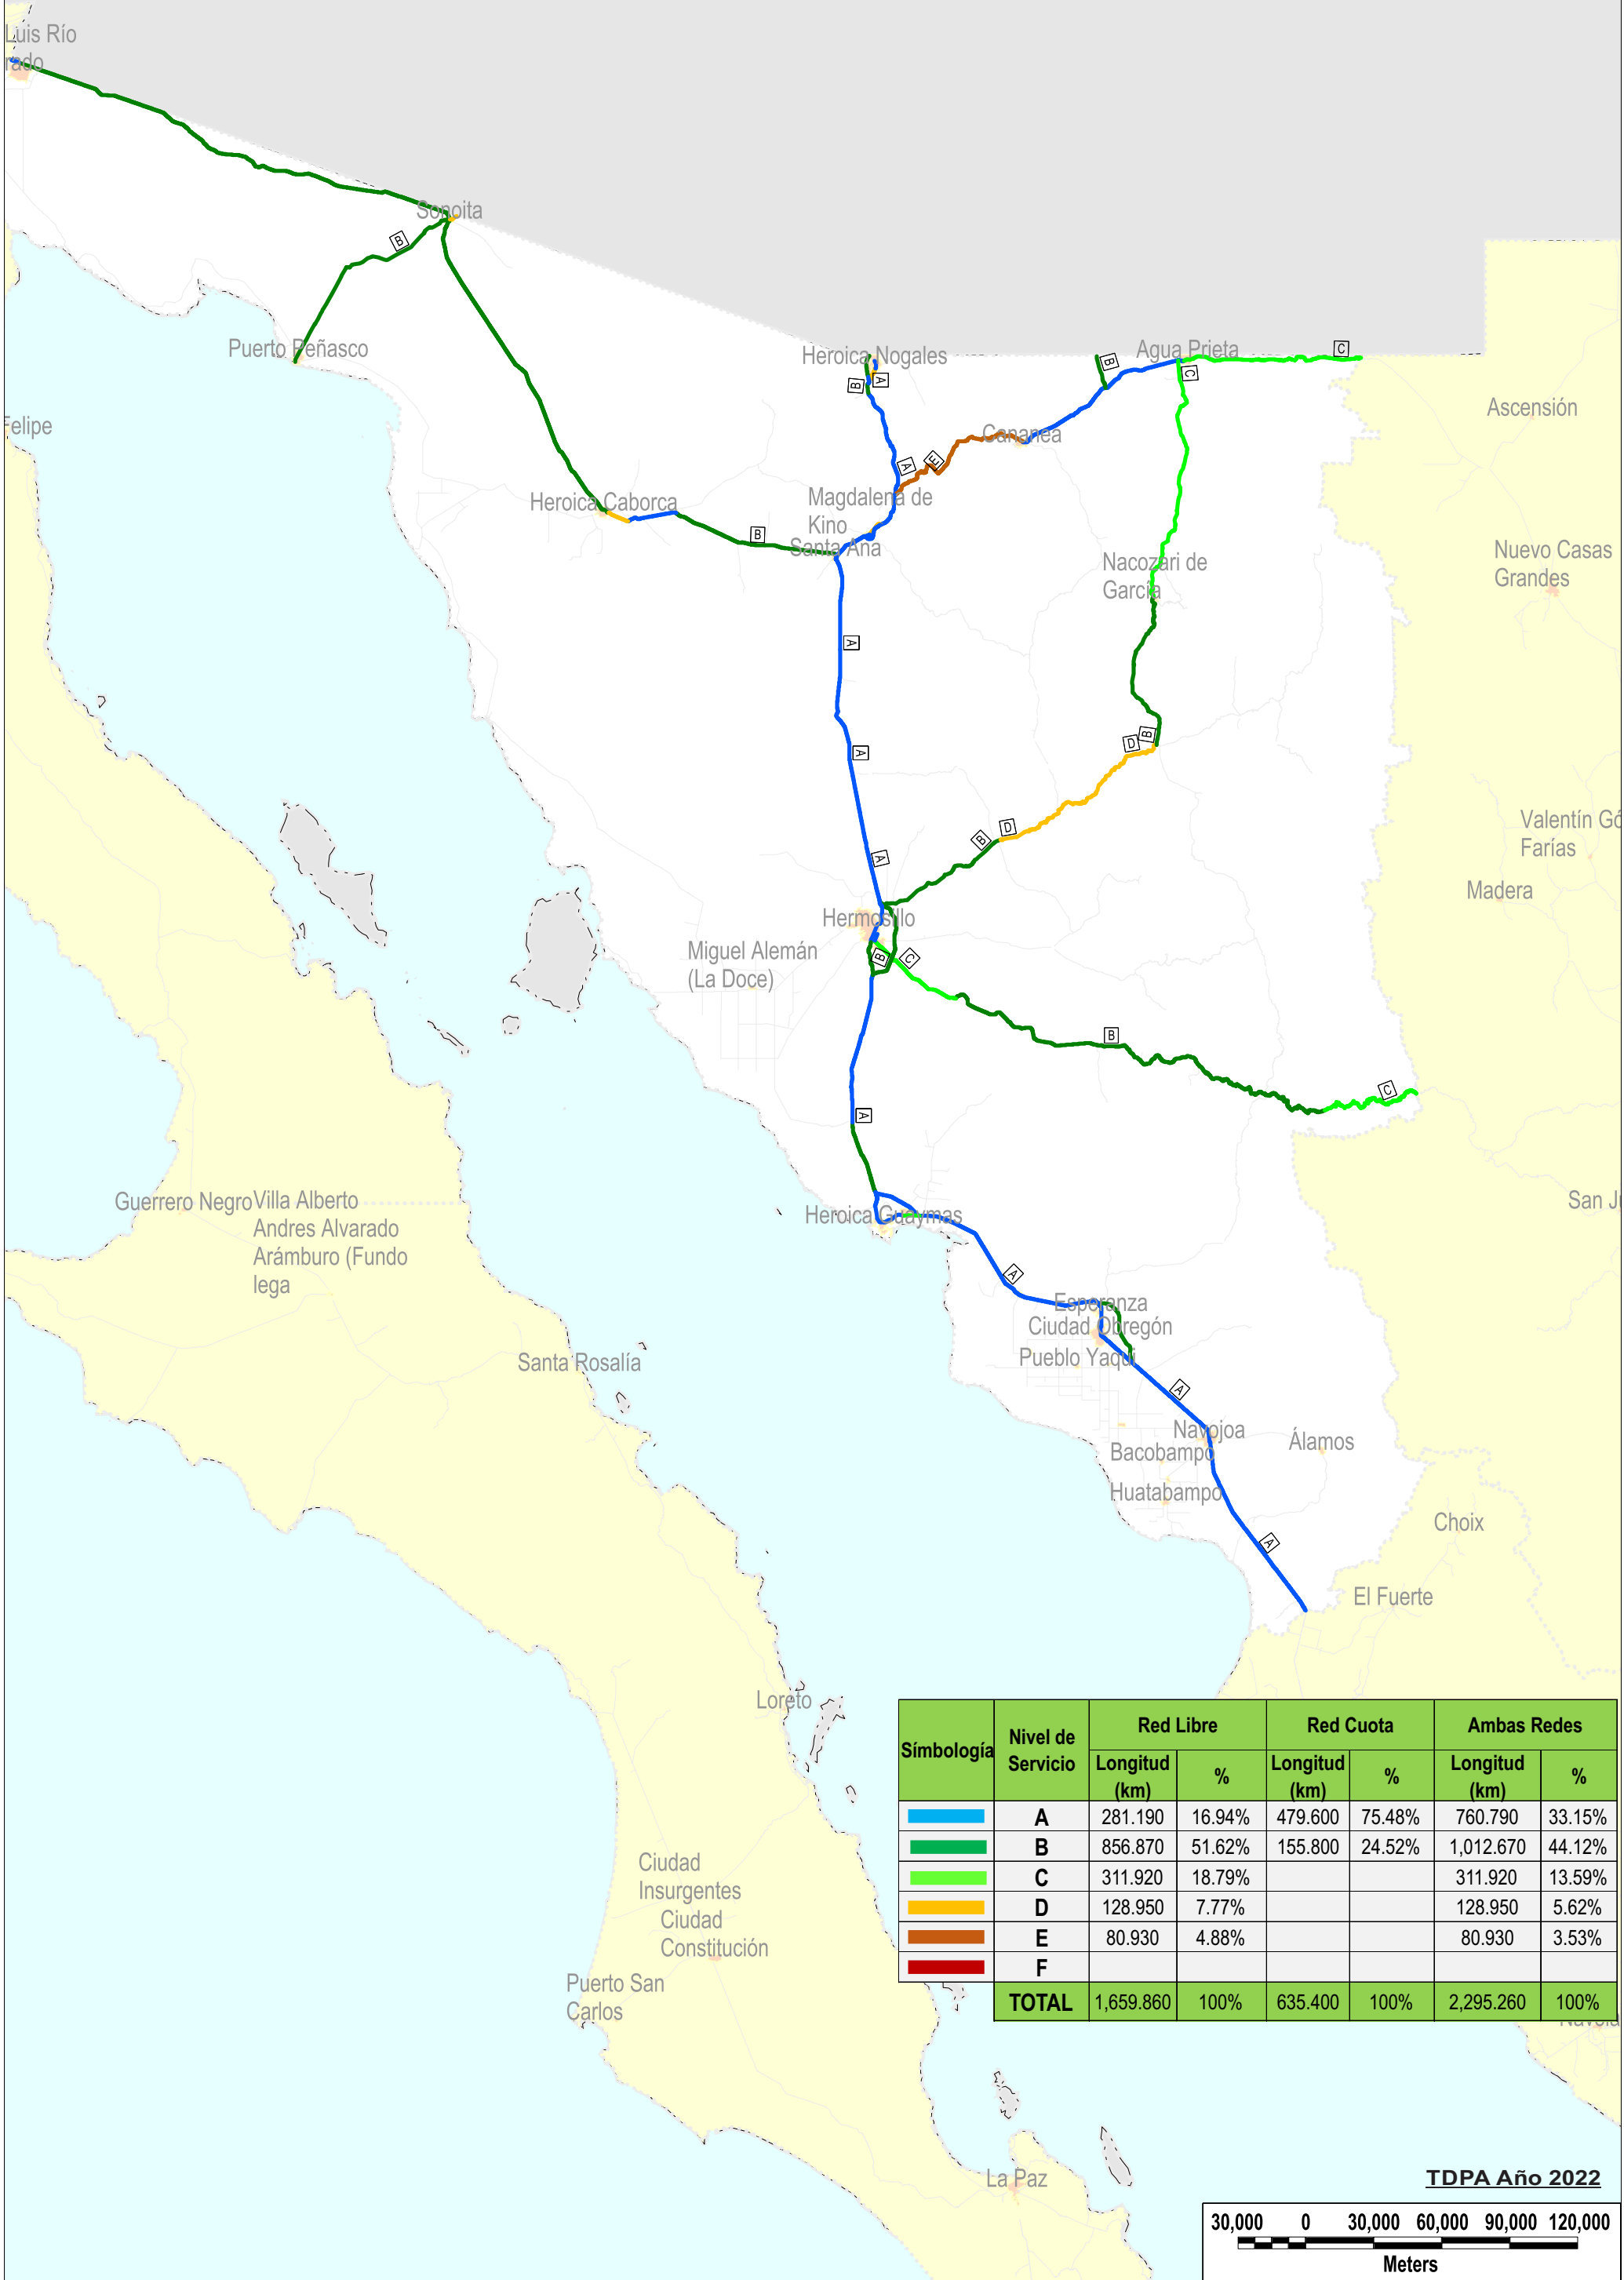 Luis Río
rado
Sonoita
B
Puerto Peñasco
Heroica Nogales
Agua Prieta
C
B
A
B
C
Ascensión
Felipe
Cananea
A
E
Heroica Caborca
Magdalena de
Kino
B
Santa Ana
Nacozari de
García
Nuevo Casas
Grandes
A
B
D
A
Valentín Gó
Farías
D
B
A
Madera
Hermosillo
Miguel Alemán
(La Doce)
B
C
B
C
A
Guerrero Negro
Villa Alberto
Andres Alvarado
Arámburo (Fundo
lega
San Ju
Heroica Guaymas
A
Esperanza
Ciudad Obregón
Pueblo Yaqui
Santa Rosalía
A
Navojoa
Álamos
Bacobampo
Huatabampo
Choix
A
El Fuerte
Loreto
Símbología Nivel de Servicio Red Libre Red Cuota Ambas Redes
Longitud (km) % Longitud (km) % Longitud (km) %
A 281.190 16.94% 479.600 75.48% 760.790 33.15%
B 856.870 51.62% 155.800 24.52% 1,012.670 44.12%
C 311.920 18.79% 311.920 13.59%
D 128.950 7.77% 128.950 5.62%
E 80.930 4.88% 80.930 3.53%
F
TOTAL 1,659.860 100% 635.400 100% 2,295.260 100%
Ciudad
Insurgentes
Ciudad
Constitución
Puerto San
Carlos
La Paz
TDPA Año 2022
30,000 0 30,000 60,000 90,000 120,000
Meters